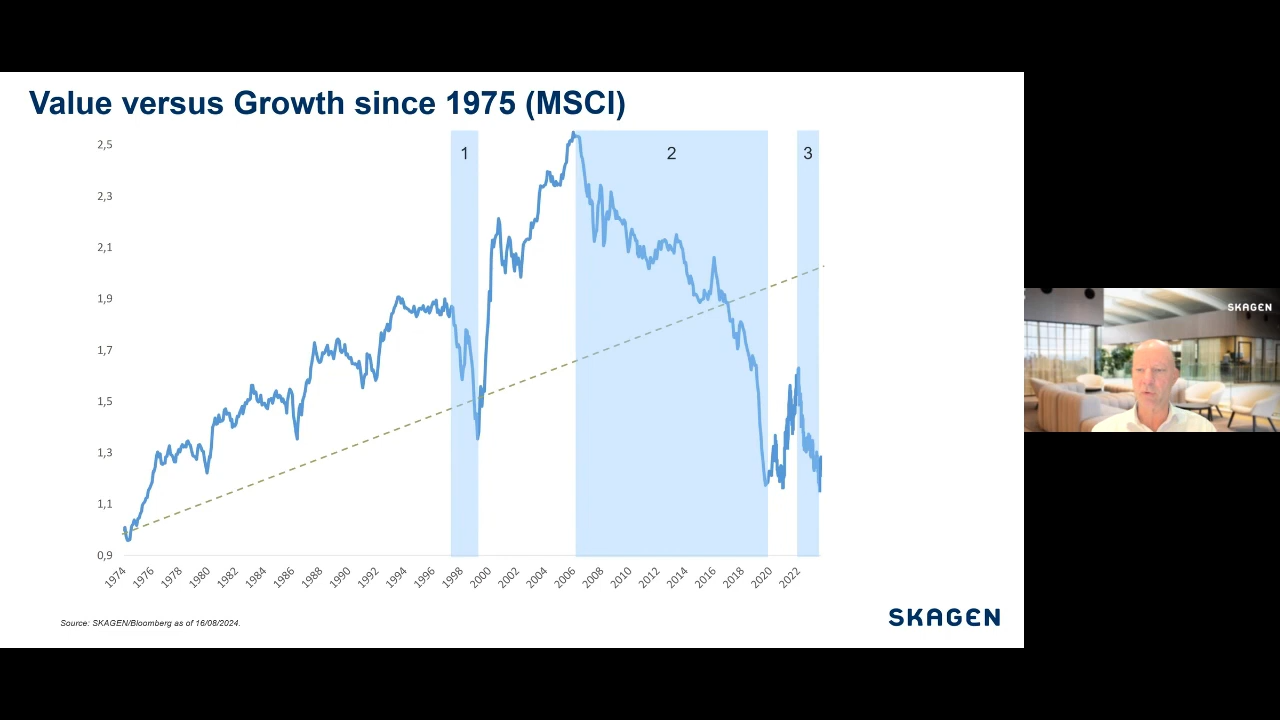 Value versus Growth since 1975 (MSCI)
2,5
2,3
2,1
1,9
1,7
1,5
1,3
1,1
0,9
1
2
3
1974 1976 1978 1980 1982 1984 1986 1988 1990 1992 1994 1996 1998 2000 2002 2004 2006 2008 2010 2012 2014 2016 2018 2020 2022
Source: SKAGEN/Bloomberg as of 16/08/2024.
SKAGEN
SKAGEN